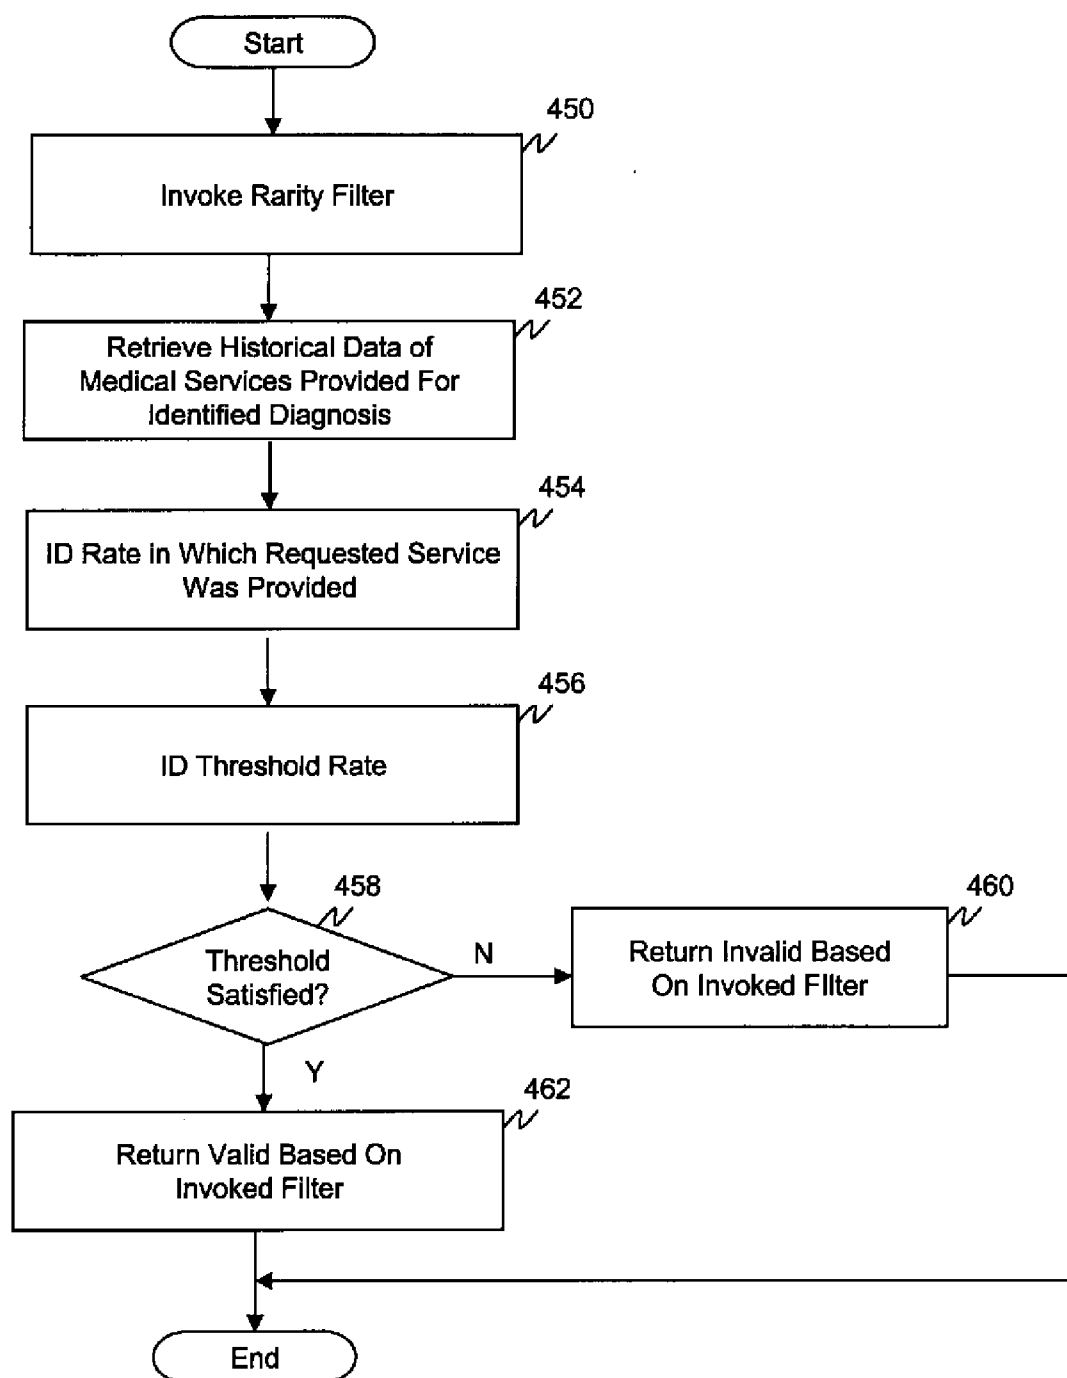 Start
450
Invoke Rarity Filter
452
Retrieve Historical Data of
Medical Services Provided For
Identified Diagnosis
454
ID Rate in Which Requested Service
Was Provided
456
ID Threshold Rate
458
Threshold
Satisfied?
N
460
Return Invalid Based
On Invoked Filter
Y
462
Return Valid Based On
Invoked Filter
End